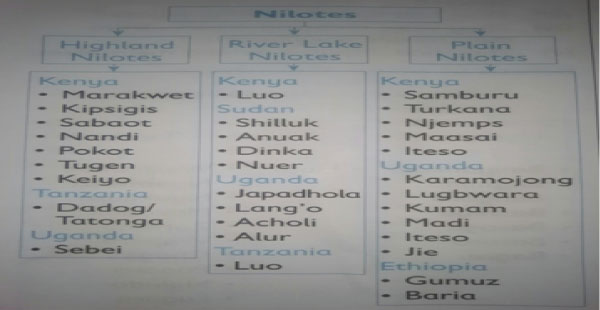 Nilotes
Highland
Nilotes
Kenya
• Marakwet
• Kipsigis
• Sabaot
• Nandi
• Pokot
• Tugen
• Keiyo
Tanzania
• Dadog/
Tatonga
Uganda
• Sebei
River Lake
Nilotes
Kenya
• Luo
Sudan
• Shilluk
• Anuak
• Dinka
• Nuer
Uganda
• Japadhola
• Lang'o
• Acholi
• Alur
Tanzania
• Luo
Plain
Nilotes
Kenya
• Samburu
• Turkana
• Njemps
• Maasai
• Iteso
Uganda
• Karamojong
• Lugbwara
• Kumam
• Madi
• Iteso
• Jie
Ethiopia
• Gumuz
• Baria